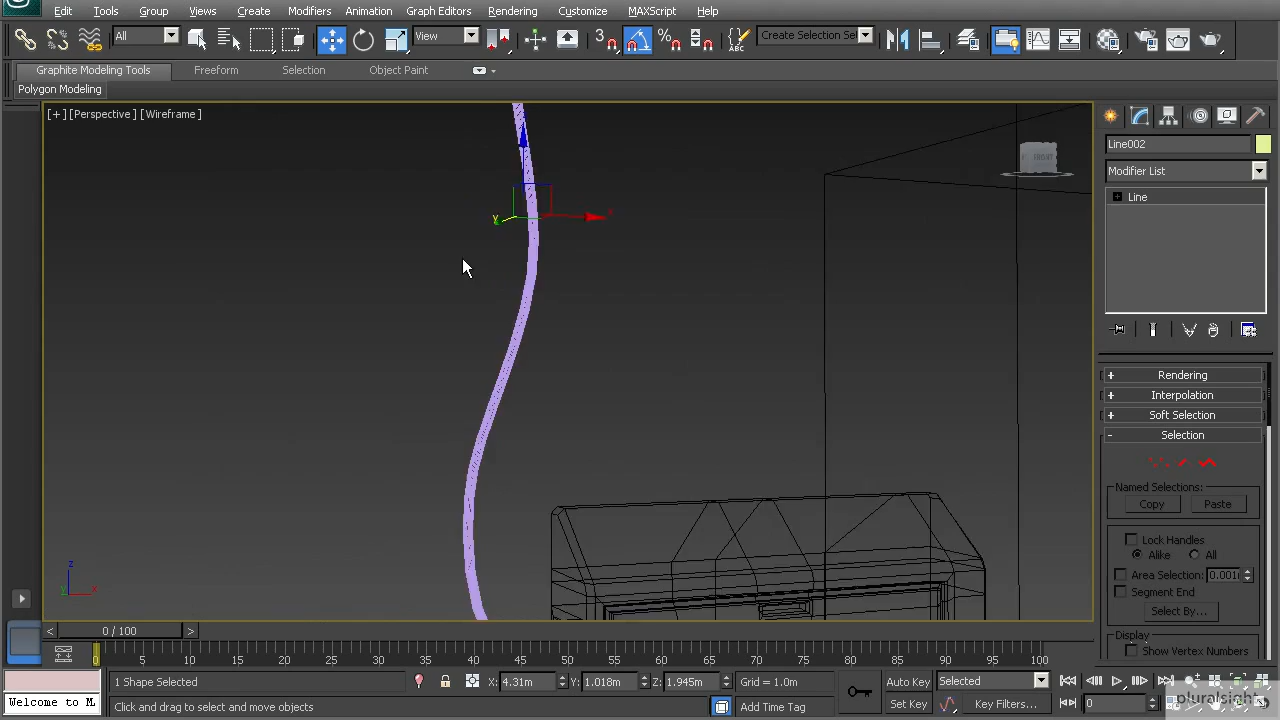 Edit Tools Group Views Create Modifiers Animation Graph Editors Rendering Customize MAXScript Help
All View 3 % ABC Create Selection Se
Graphite Modeling Tools Freeform Selection Object Paint
Polygon Modeling
[+] [Perspective] [Wireframe]
FRONT
x
y
z
x
y
Line002
Modifier List
+ Line
+ Rendering
+ Interpolation
+ Soft Selection
- Selection
Named Selections:
Copy Paste
Lock Handles
Alike All
Area Selection: 0.001
Segment End
Select By...
Display
Show Vertex Numbers
< 0 / 100 >
0 5 10 15 20 25 30 35 40 45 50 55 60 65 70 75 80 85 90 95 100
1 Shape Selected X: 4.31m Y: 1.018m Z: 1.945m Grid = 1.0m Auto Key Selected
Welcome to M Click and drag to select and move objects Add Time Tag Set Key Key Filters... 0
pluralsight